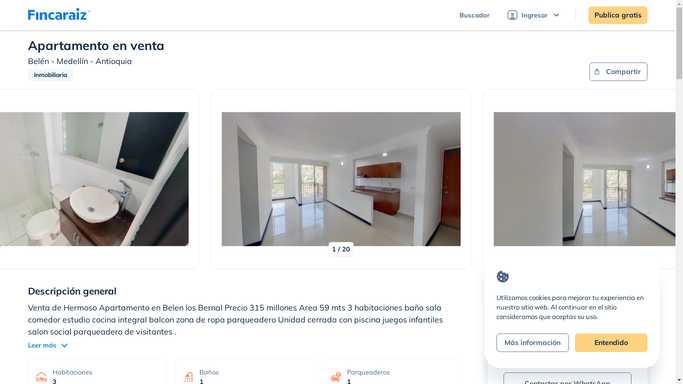 Fincaraiz
Buscador
Ingresar
Publica gratis
Apartamento en venta
Belén - Medellín - Antioquia
Inmobiliaria
Compartir
1 / 20
Descripción general
Venta de Hermoso Apartamento en Belen los Bernal Precio 315 millones Area 59 mts 3 habitaciones baño sala
comedor estudio cocina integral balcon zona de ropa parqueadero Unidad cerrada con piscina juegos infantiles
salon social parqueadero de visitantes .
Leer más
Habitaciones
3
Baños
1
Parqueaderos
1
Utilizamos cookies para mejorar tu experiencia en
nuestro sitio web. Al continuar en el sitio
consideramos que aceptas su uso.
Más información
Entendido
Contactar por WhatsApp